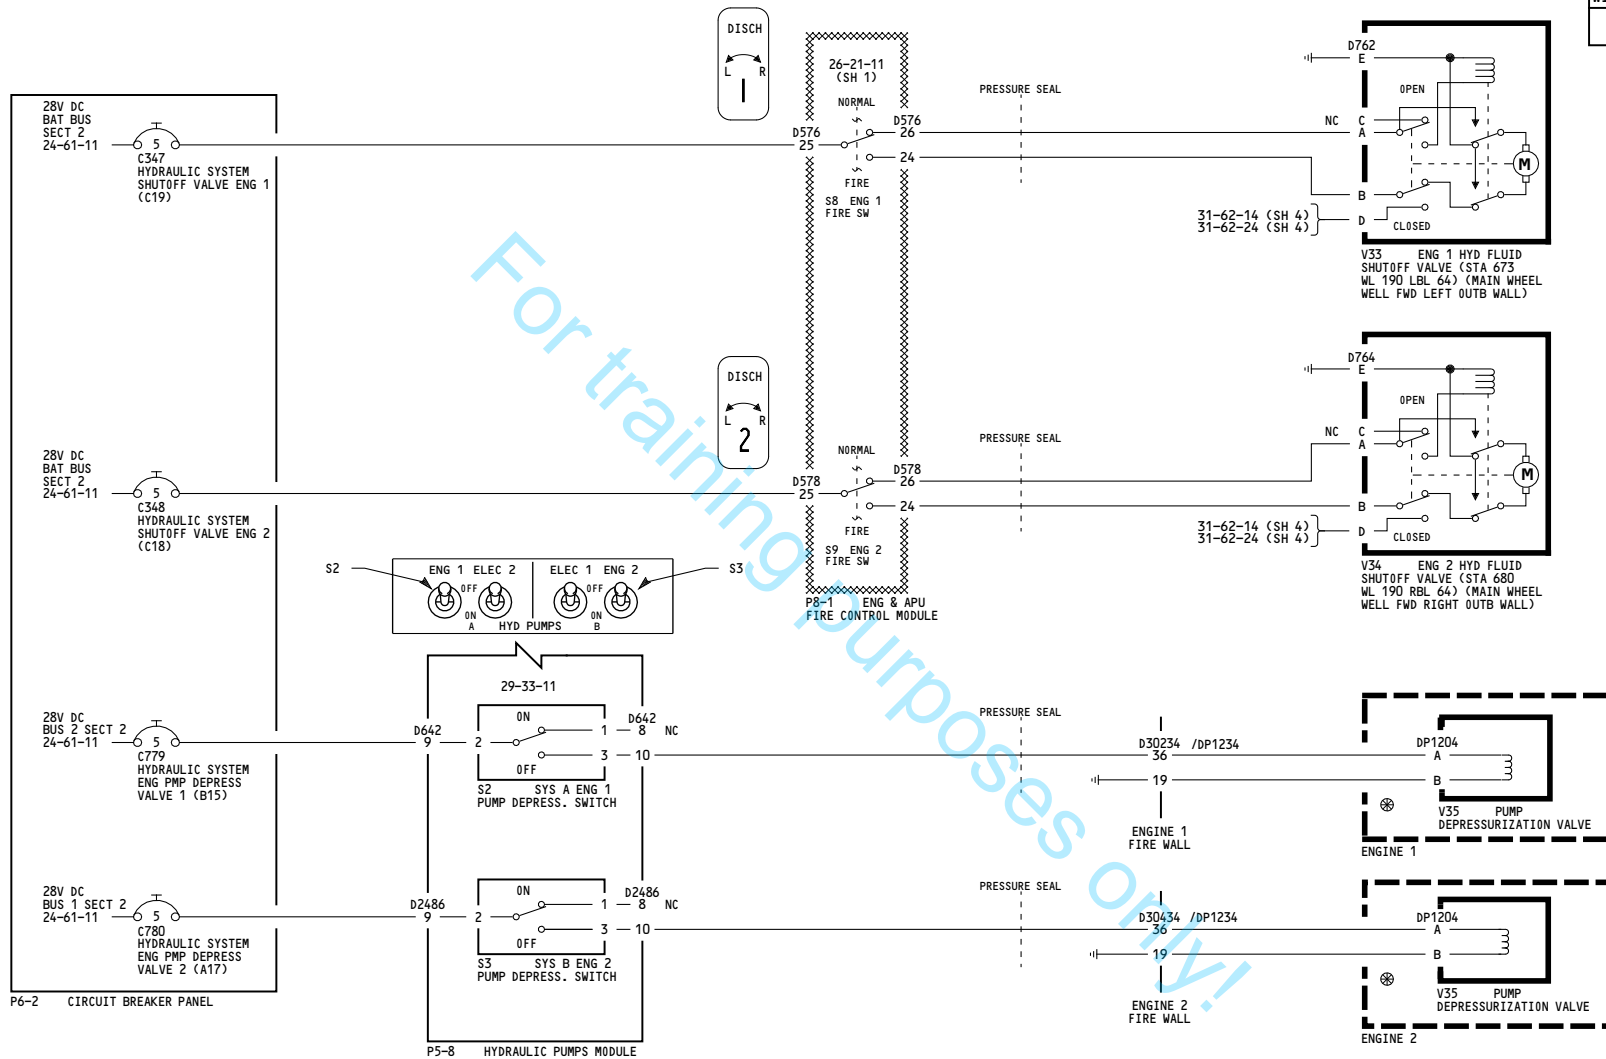 DISCH
L R
1
28V DC
BAT BUS
SECT 2
24-61-11
5
C347
HYDRAULIC SYSTEM
SHUTOFF VALVE ENG 1
(C19)
26-21-11
(SH 1)
NORMAL
D576
25
D576
26
24
FIRE
S8 ENG 1
FIRE SW
PRESSURE SEAL
D762
E
OPEN
NC C
A
M
B
31-62-14 (SH 4)
31-62-24 (SH 4)
D
CLOSED
V33 ENG 1 HYD FLUID
SHUTOFF VALVE (STA 673
WL 190 LBL 64) (MAIN WHEEL
WELL FWD LEFT OUTB WALL)
DISCH
L R
2
28V DC
BAT BUS
SECT 2
24-61-11
5
C348
HYDRAULIC SYSTEM
SHUTOFF VALVE ENG 2
(C18)
NORMAL
D578
25
D578
26
24
FIRE
S9 ENG 2
FIRE SW
P8-1 ENG & APU
FIRE CONTROL MODULE
PRESSURE SEAL
D764
E
OPEN
NC C
A
M
B
31-62-14 (SH 4)
31-62-24 (SH 4)
D
CLOSED
V34 ENG 2 HYD FLUID
SHUTOFF VALVE (STA 680
WL 190 RBL 64) (MAIN WHEEL
WELL FWD RIGHT OUTB WALL)
S2
ENG 1 ELEC 2 ELEC 1 ENG 2
OFF OFF
ON ON
A HYD PUMPS B
S3
29-33-11
28V DC
BUS 2 SECT 2
24-61-11
5
C779
HYDRAULIC SYSTEM
ENG PMP DEPRESS
VALVE 1 (B15)
D642
9
2
ON
OFF
1
3
D642
8 NC
10
S2 SYS A ENG 1
PUMP DEPRESS. SWITCH
PRESSURE SEAL
D30234 /DP1234
36
19
ENGINE 1
FIRE WALL
DP1204
A
B
V35 PUMP
DEPRESSURIZATION VALVE
ENGINE 1
28V DC
BUS 1 SECT 2
24-61-11
5
C780
HYDRAULIC SYSTEM
ENG PMP DEPRESS
VALVE 2 (A17)
D2486
9
2
ON
OFF
1
3
D2486
8 NC
10
S3 SYS B ENG 2
PUMP DEPRESS. SWITCH
PRESSURE SEAL
D30434 /DP1234
36
19
ENGINE 2
FIRE WALL
DP1204
A
B
V35 PUMP
DEPRESSURIZATION VALVE
ENGINE 2
P6-2 CIRCUIT BREAKER PANEL
P5-8 HYDRAULIC PUMPS MODULE
For training purposes only!